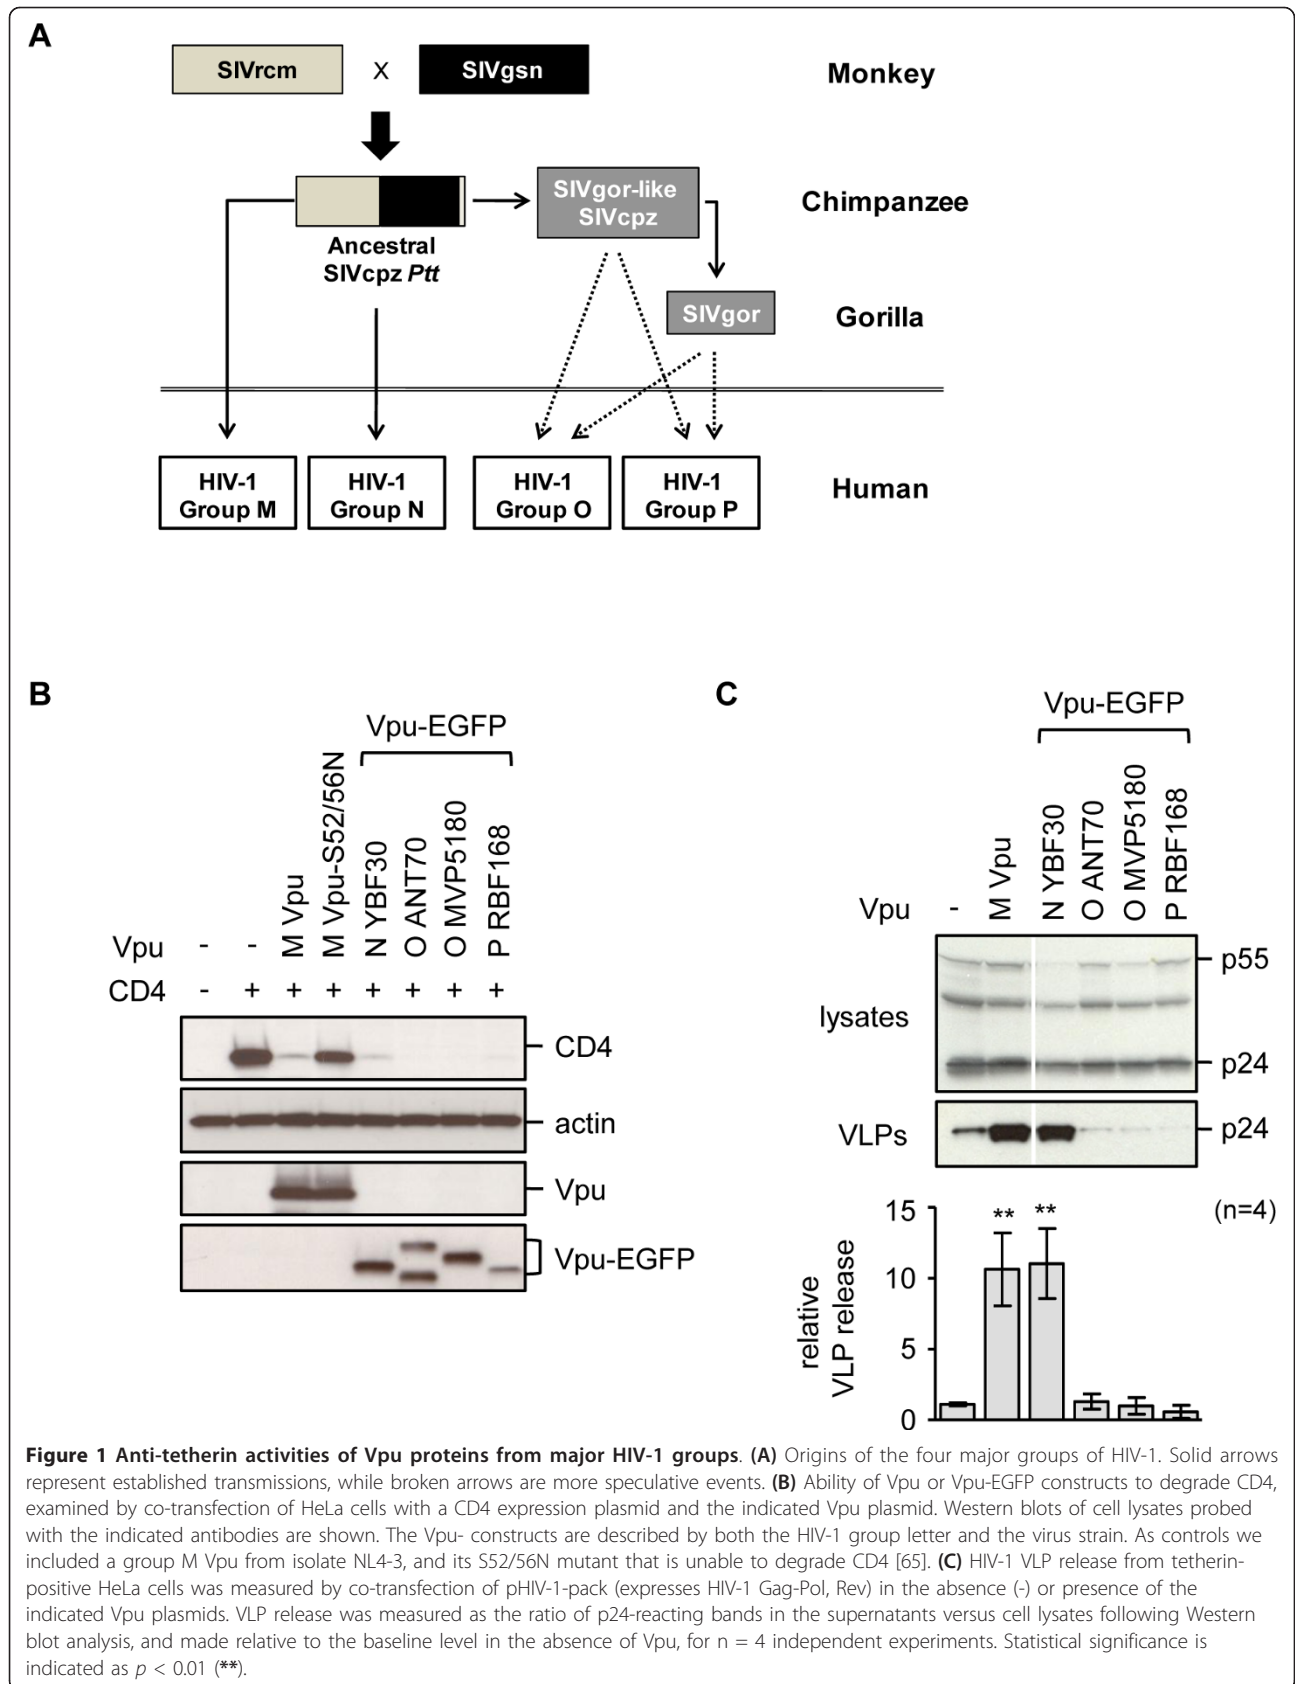 A
SIVrcm X SIVgsn Monkey
SIVgor-like
SIVcpz
Chimpanzee
Ancestral
SIVcpz Ptt
SIVgor Gorilla
HIV-1
Group M
HIV-1
Group N
HIV-1
Group O
HIV-1
Group P
Human
B
Vpu-EGFP
Vpu - - M Vpu M Vpu-S52/56N N YBF30 O ANT70 O MVP5180 P RBF168
CD4 - + + + + + + +
CD4
actin
Vpu
Vpu-EGFP
C
Vpu-EGFP
Vpu - M Vpu N YBF30 O ANT70 O MVP5180 P RBF168
p55
lysates
p24
VLPs p24
(n=4)
relative
VLP release
15
10
5
0
** **
Figure 1 Anti-tetherin activities of Vpu proteins from major HIV-1 groups. (A) Origins of the four major groups of HIV-1. Solid arrows
represent established transmissions, while broken arrows are more speculative events. (B) Ability of Vpu or Vpu-EGFP constructs to degrade CD4,
examined by co-transfection of HeLa cells with a CD4 expression plasmid and the indicated Vpu plasmid. Western blots of cell lysates probed
with the indicated antibodies are shown. The Vpu- constructs are described by both the HIV-1 group letter and the virus strain. As controls we
included a group M Vpu from isolate NL4-3, and its S52/56N mutant that is unable to degrade CD4 [65]. (C) HIV-1 VLP release from tetherin-
positive HeLa cells was measured by co-transfection of pHIV-1-pack (expresses HIV-1 Gag-Pol, Rev) in the absence (-) or presence of the
indicated Vpu plasmids. VLP release was measured as the ratio of p24-reacting bands in the supernatants versus cell lysates following Western
blot analysis, and made relative to the baseline level in the absence of Vpu, for n = 4 independent experiments. Statistical significance is
indicated as p < 0.01 (**).